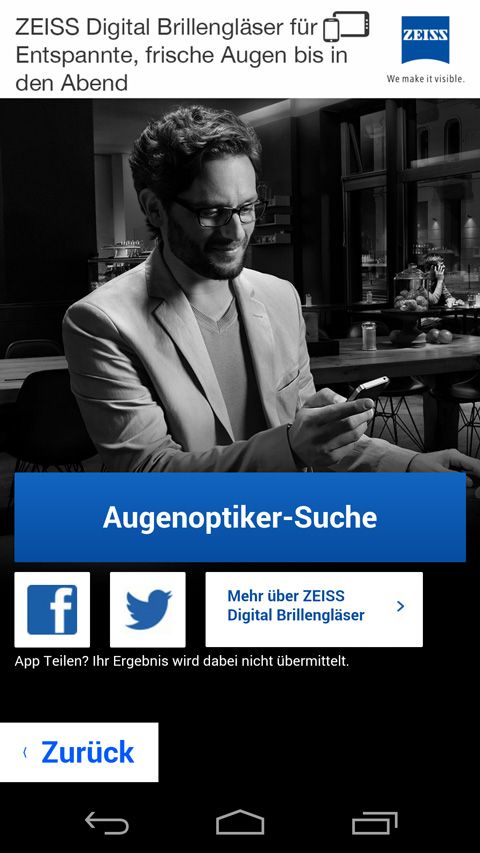 ZEISS Digital Brillengläser für
Entspannte, frische Augen bis in
den Abend
ZEISS
We make it visible.
Augenoptiker-Suche
Mehr über ZEISS
Digital Brillengläser
App Teilen? Ihr Ergebnis wird dabei nicht übermittelt.
Zurück